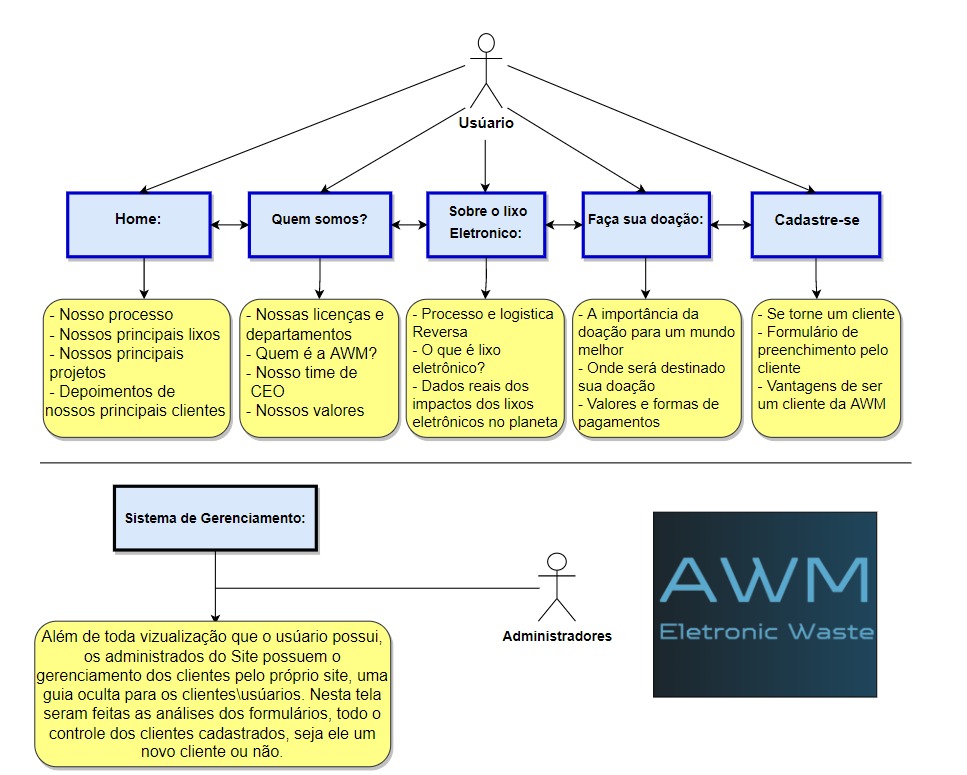 Usúario
Home:
Quem somos?
Sobre o lixo
Eletronico:
Faça sua doação:
Cadastre-se
- Nosso processo
- Nossos principais lixos
- Nossos principais
projetos
- Depoimentos de
nossos principais clientes
- Nossas licenças e
departamentos
- Quem é a AWM?
- Nosso time de
CEO
- Nossos valores
- Processo e logistica
Reversa
- O que é lixo
eletrônico?
- Dados reais dos
impactos dos lixos
eletrônicos no planeta
- A importância da
doação para um mundo
melhor
- Onde será destinado
sua doação
- Valores e formas de
pagamentos
- Se torne um cliente
- Formulário de
preenchimento pelo
cliente
- Vantagens de ser
um cliente da AWM
Sistema de Gerenciamento:
Administradores
Além de toda vizualização que o usúario possui,
os administrados do Site possuem o
gerenciamento dos clientes pelo próprio site, uma
guia oculta para os clientes\usúarios. Nesta tela
seram feitas as análises dos formulários, todo o
controle dos clientes cadastrados, seja ele um
novo cliente ou não.
AWM
Eletronic Waste